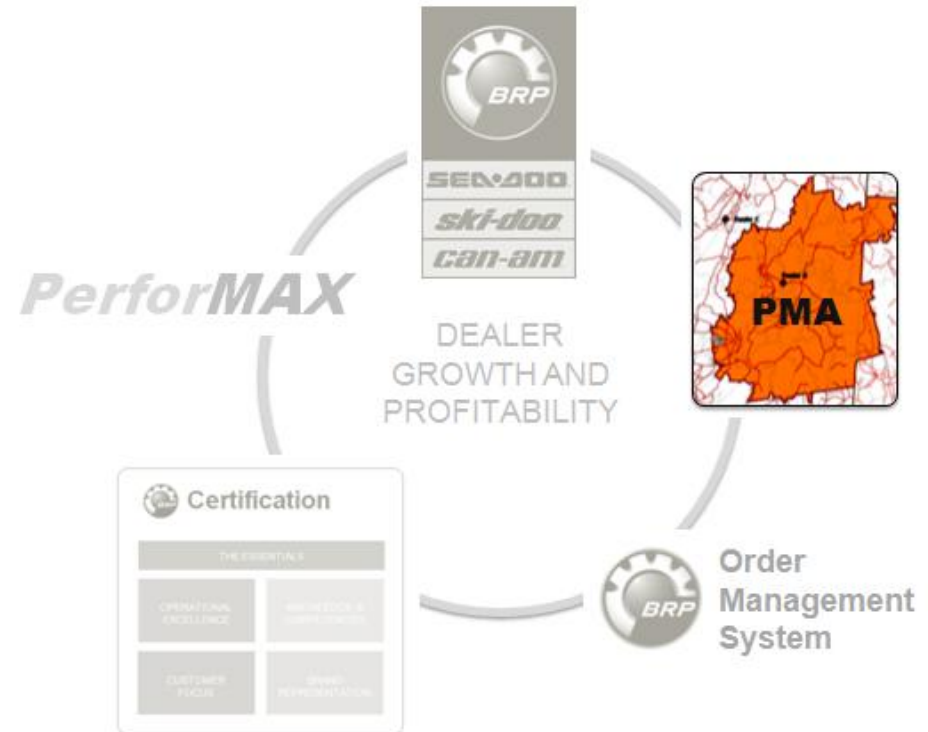 BRP
SEA-DOO
ski-doo
can-am
PerforMAX
PMA
DEALER
GROWTH AND
PROFITABILITY
BRP Certification
THE ESSENTIALS
OPERATIONAL
EXCELLENCE
CUSTOMER
FOCUS
BRAND
REPRESENTATION
BRP
Order
Management
System